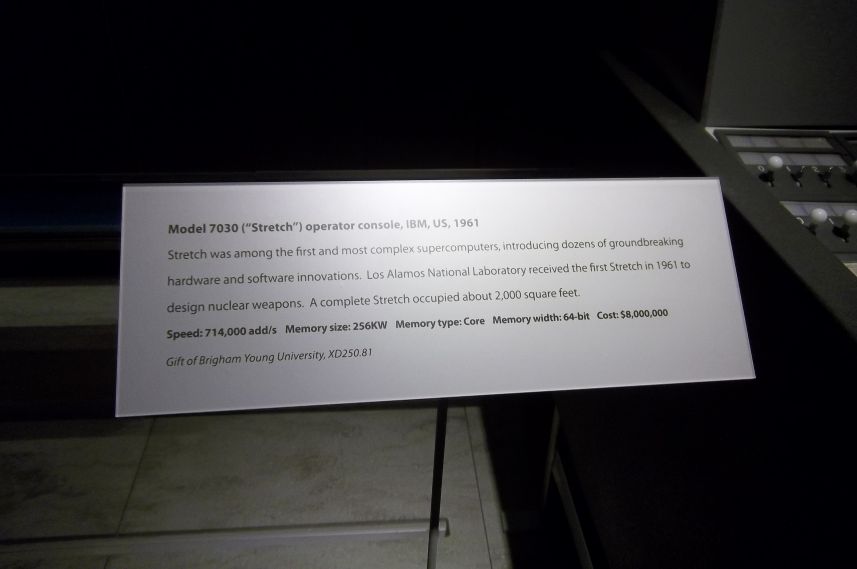 Model 7030 ("Stretch") operator console, IBM, US, 1961
Stretch was among the first and most complex supercomputers, introducing dozens of groundbreaking
hardware and software innovations. Los Alamos National Laboratory received the first Stretch in 1961 to
design nuclear weapons. A complete Stretch occupied about 2,000 square feet.
Speed: 714,000 add/s Memory size: 256KW Memory type: Core Memory width: 64-bit Cost: $8,000,000
Gift of Brigham Young University, XD250.81